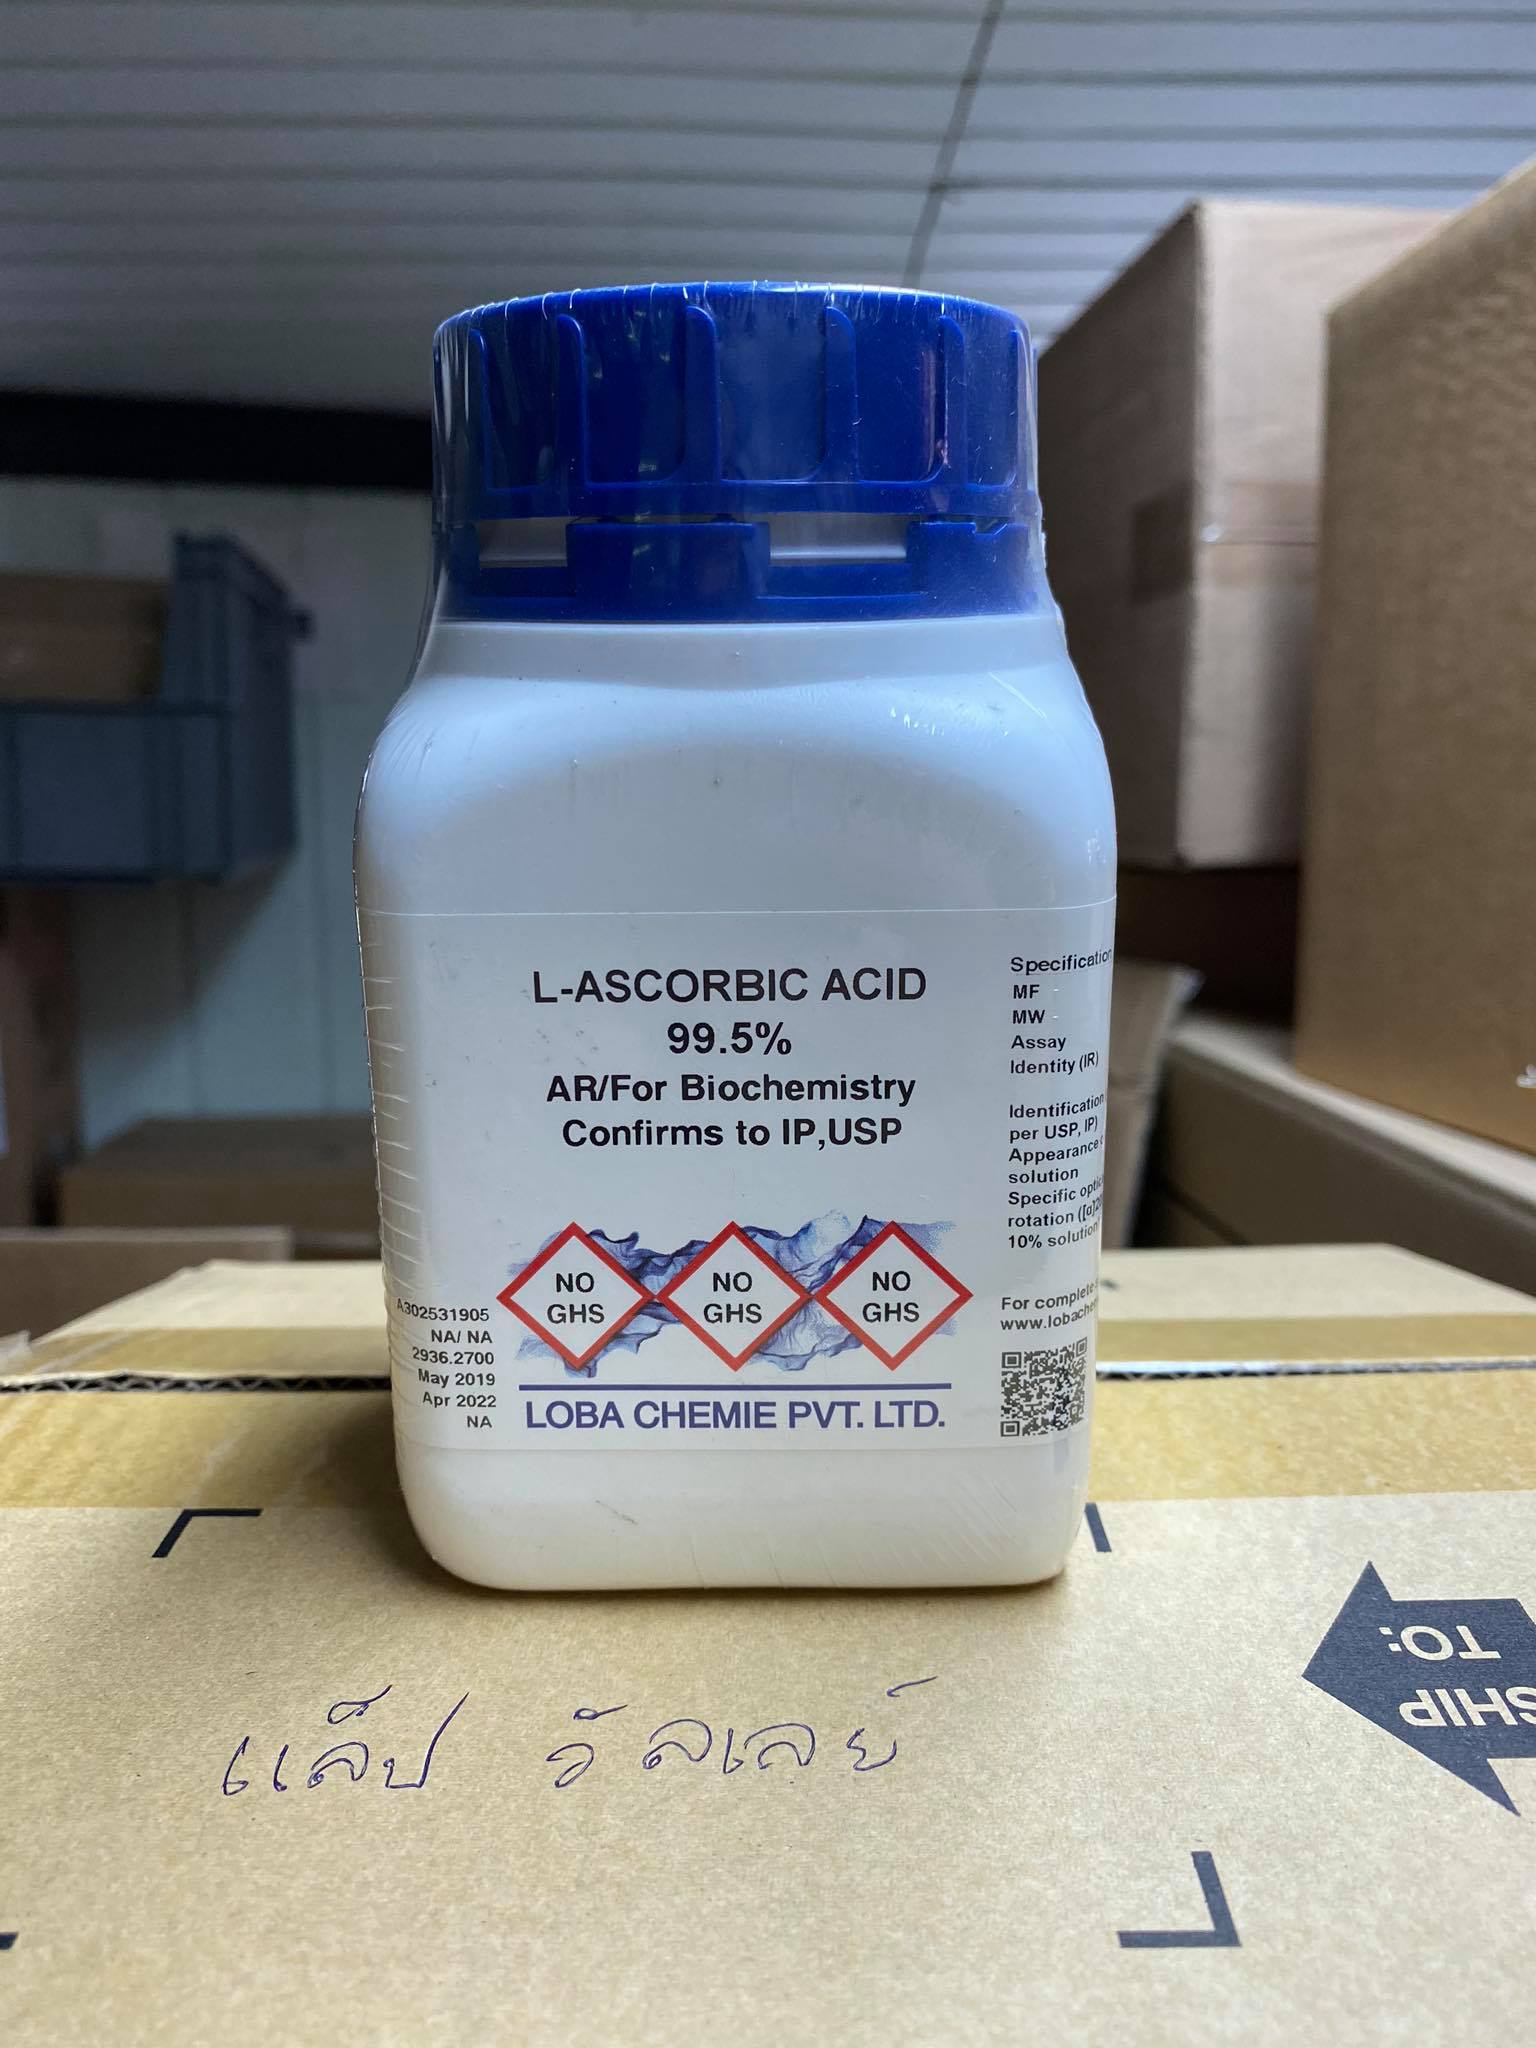 L-ASCORBIC ACID
99.5%
AR/For Biochemistry
Confirms to IP,USP
NO
GHS
NO
GHS
NO
GHS
LOBA CHEMIE PVT. LTD.
A302531905
NA/ NA
2936.2700
May 2019
Apr 2022
NA
Specification
MF
MW
Assay
Identity (IR)
Identification
per USP, IP)
Appearance
solution
Specific
rotation
10% solution
For complete
SHIP
TO:
แล็ป วัลเลย์